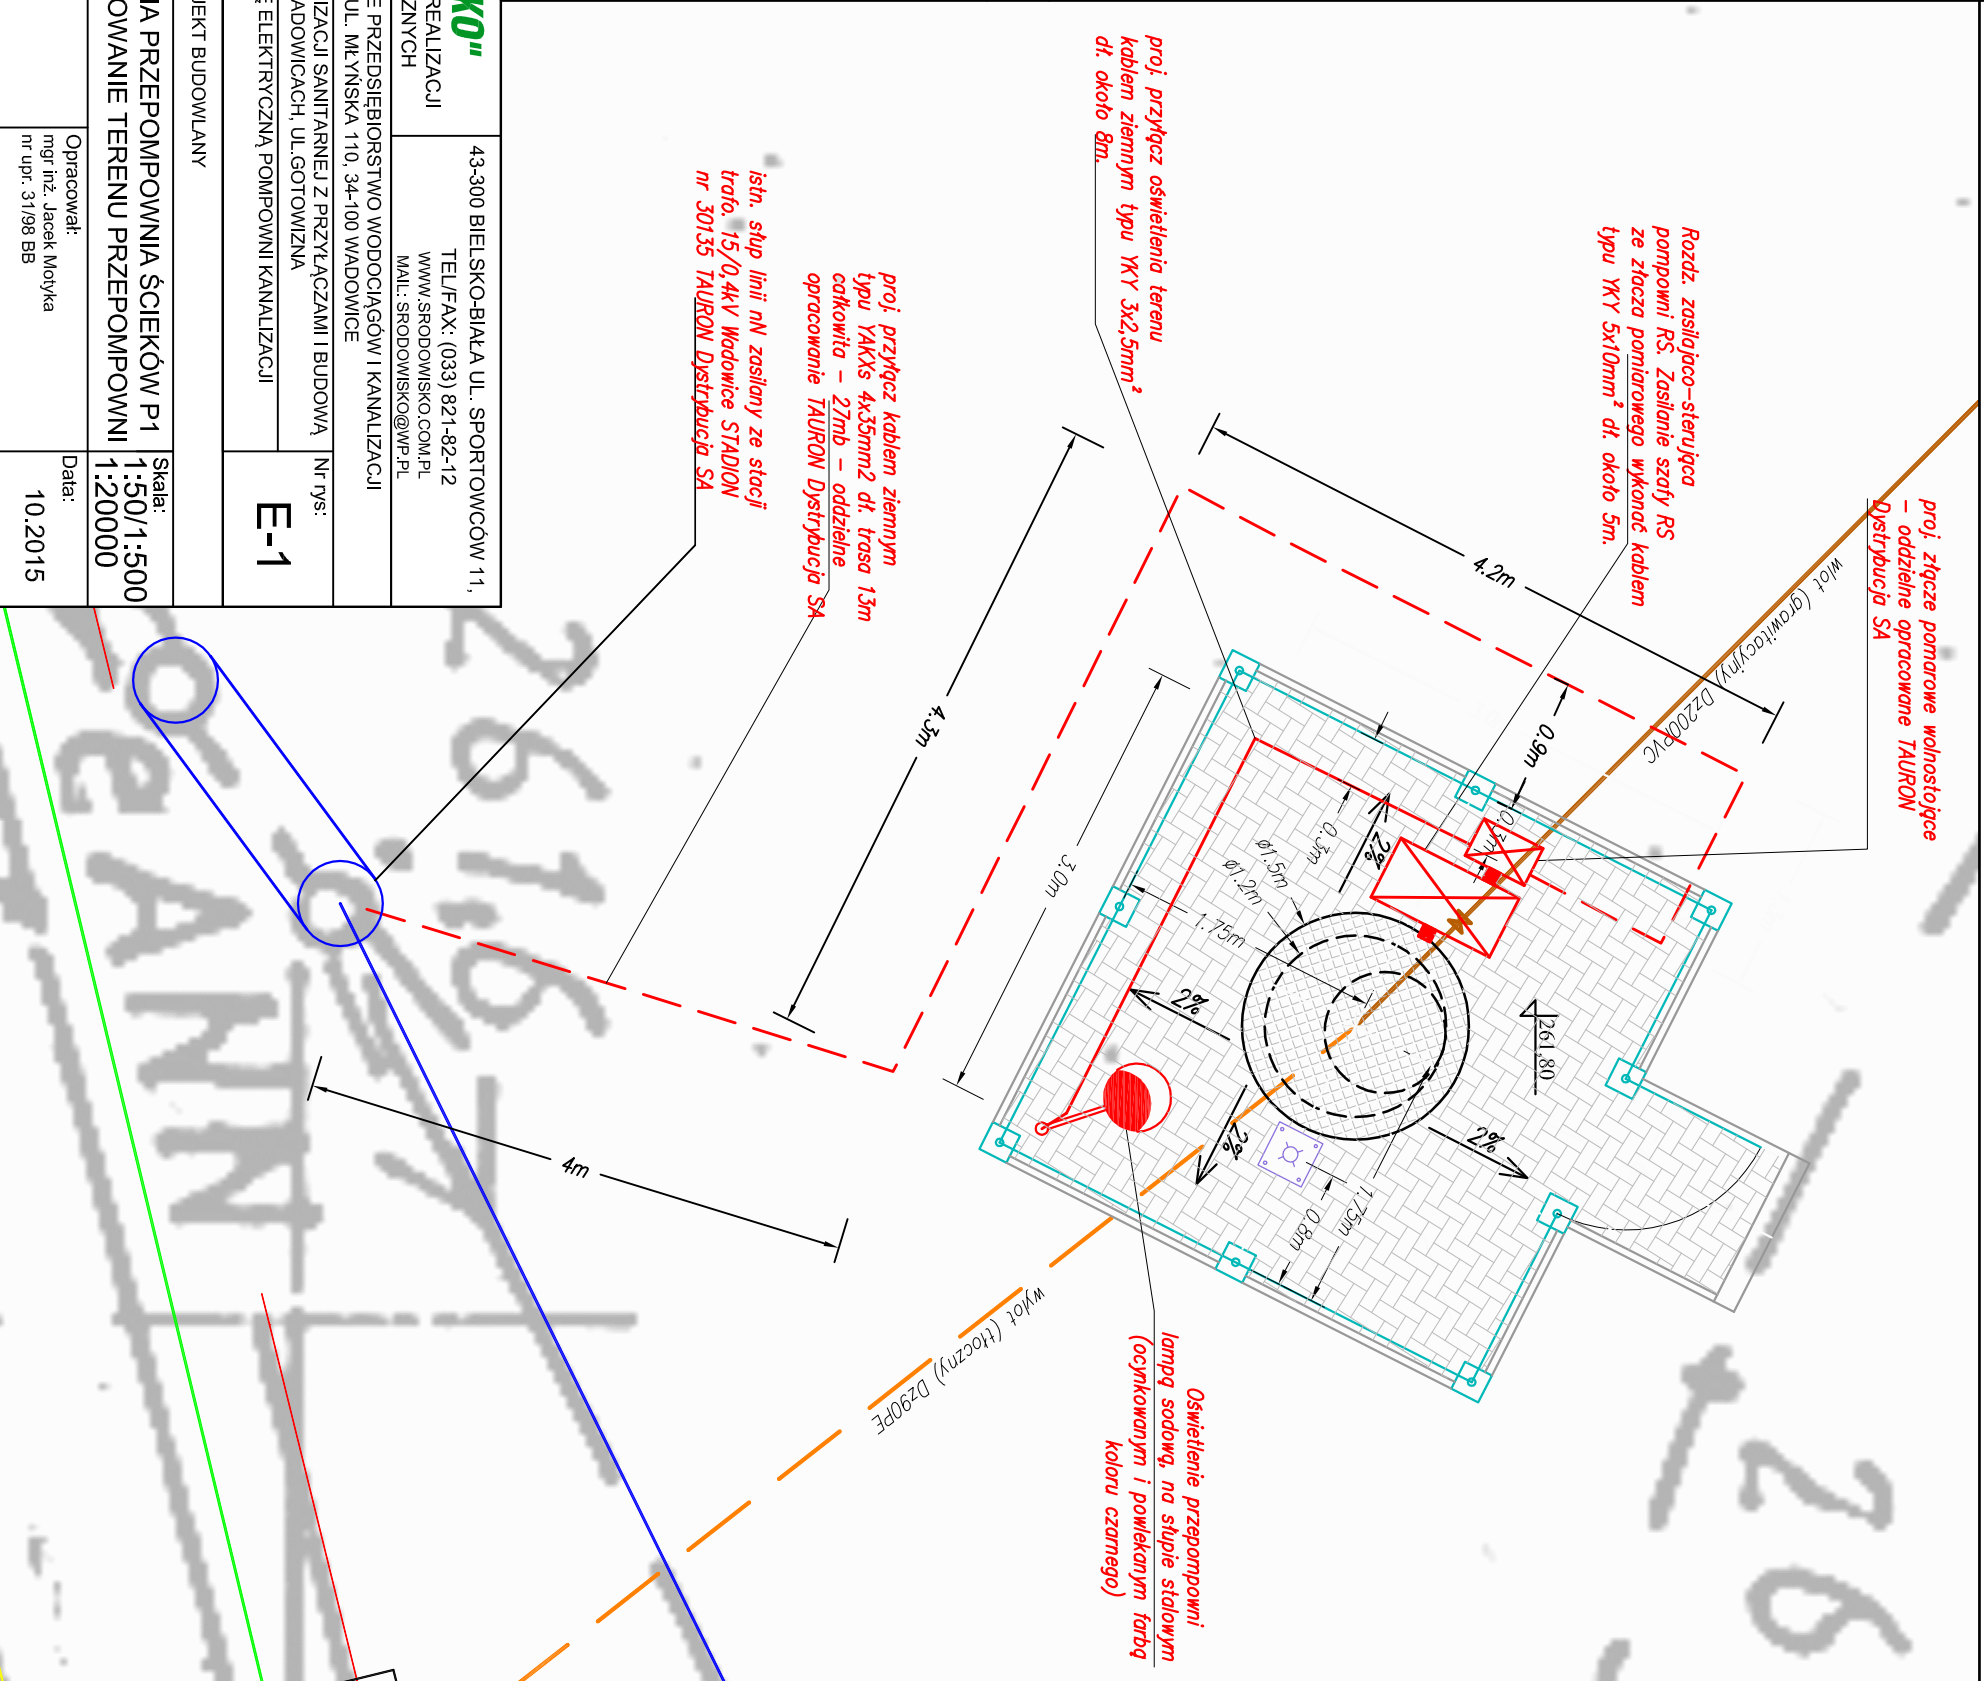 KO"
REALIZACJI
ZNYCH
43-300 BIELSKO-BIAŁA UL. SPORTOWCÓW 11,
TEL/FAX: (033) 821-82-12
WWW.SRODOWISKO.COM.PL
MAIL: SRODOWISKO@WP.PL
E PRZEDSIĘBIORSTWO WODOCIĄGÓW I KANALIZACJI
UL. MŁYŃSKA 110, 34-100 WADOWICE
IZACJI SANITARNEJ Z PRZYŁĄCZAMI I BUDOWĄ
ADOWICACH, UL.GOTOWIZNA
Ę ELEKTRYCZNĄ POMPOWNI KANALIZACJI
Nr rys:
E-1
JEKT BUDOWLANY
IA PRZEPOMPOWNIA ŚCIEKÓW P1
OWANIE TERENU PRZEPOMPOWNI
Skala:
1:50/1:500
1:20000
Opracował:
mgr inż. Jacek Motyka
nr upr. 31/98 BB
Data:
10.2015
proj. złącze pomarowe wolnostojące
- oddzielne opracowane TAURON
Dystrybucja SA
Rozdz. zasilająco-sterująca
pompowni RS. Zasilanie szafy RS
ze złacza pomiarowego wykonać kablem
typu YKY 5x10mm² dł. około 5m.
proj. przyłącz oświetlenia terenu
kablem ziemnym typu YKY 3x2,5mm²
dł. około 8m.
proj. przyłącz kablem ziemnym
typu YAKXs 4x35mm2 dł. trasa 13m
całkowita - 27mb - oddzielne
opracowanie TAURON Dystrybucja SA
istn. słup linii nN zasilany ze stacji
trafo. 15/0,4kV Wadowice STADION
nr 30135 TAURON Dystrybucja SA
Oświetlenie przepompowni
lampą sodową, na słupie stalowym
(ocynkowanym i powlekanym farbą
koloru czarnego)
wlot (grawitacyjny) Dz200PVC
wylot (tłoczny) Dz90PE
4.2m
4.3m
0.9m
0.3m
0.3m
3.0m
ø1.5m
ø1.2m
1.75m
1.75m
0.8m
4m
2%
2%
2%
2%
261,80
261.6
26